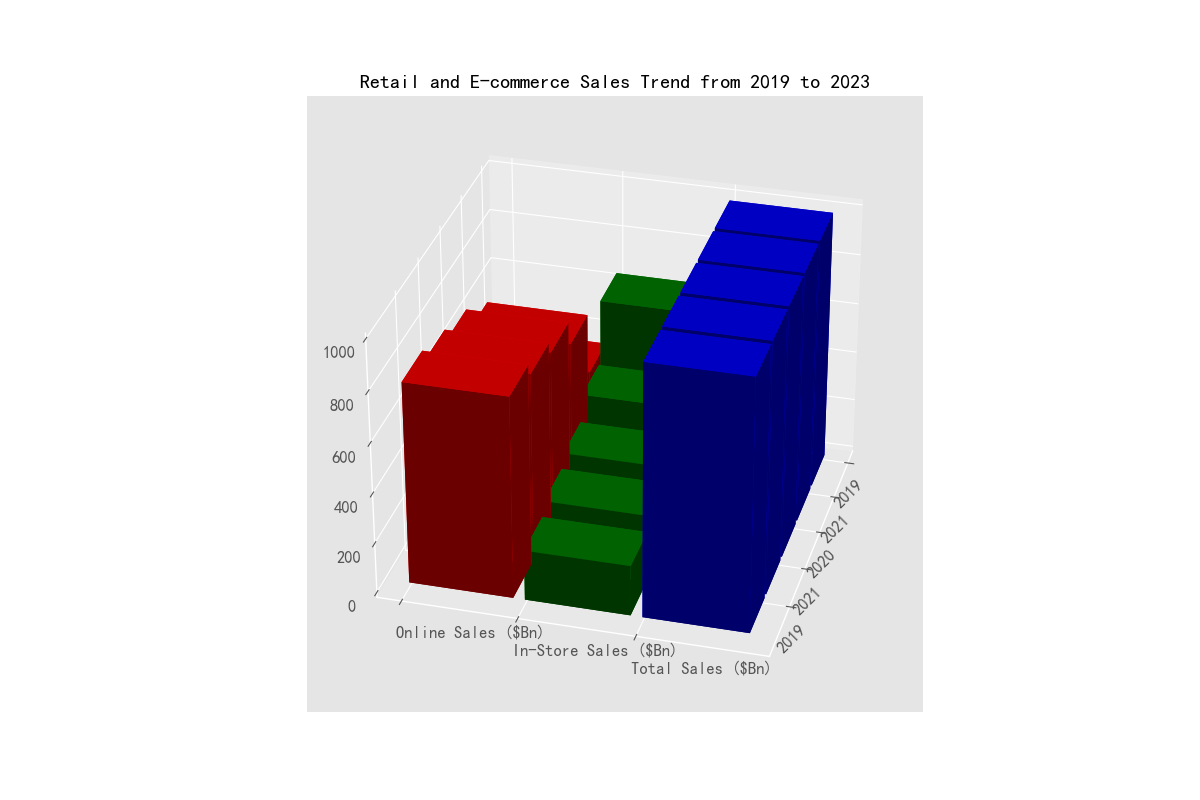 Retail and E-commerce Sales Trend from 2019 to 2023
1000
800
600
400
200
0
2019
2021
2020
2021
2019
Online Sales ($Bn)
In-Store Sales ($Bn)
Total Sales ($Bn)